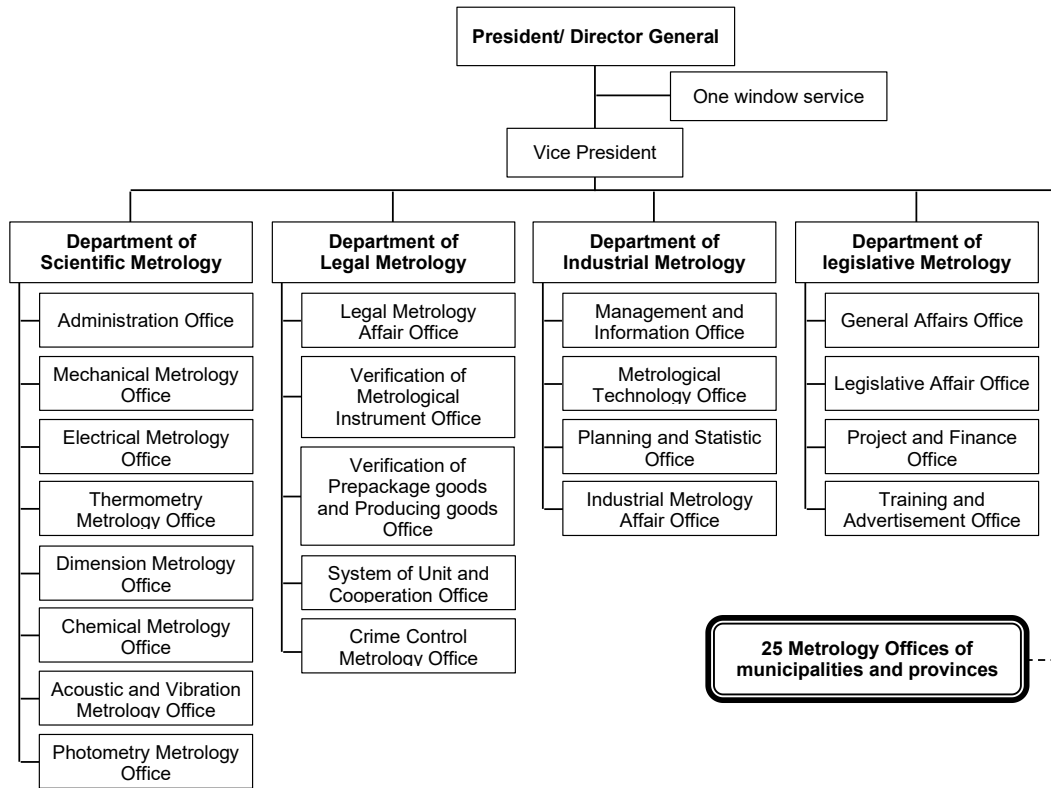 President/ Director General
One window service
Vice President
Department of
Scientific Metrology
Administration Office
Mechanical Metrology
Office
Electrical Metrology
Office
Thermometry
Metrology Office
Dimension Metrology
Office
Chemical Metrology
Office
Acoustic and Vibration
Metrology Office
Photometry Metrology
Office
Department of
Legal Metrology
Legal Metrology
Affair Office
Verification of
Metrological
Instrument Office
Verification of
Prepackage goods
and Producing goods
Office
System of Unit and
Cooperation Office
Crime Control
Metrology Office
Department of
Industrial Metrology
Management and
Information Office
Metrological
Technology Office
Planning and Statistic
Office
Industrial Metrology
Affair Office
Department of
legislative Metrology
General Affairs Office
Legislative Affair Office
Project and Finance
Office
Training and
Advertisement Office
25 Metrology Offices of
municipalities and provinces